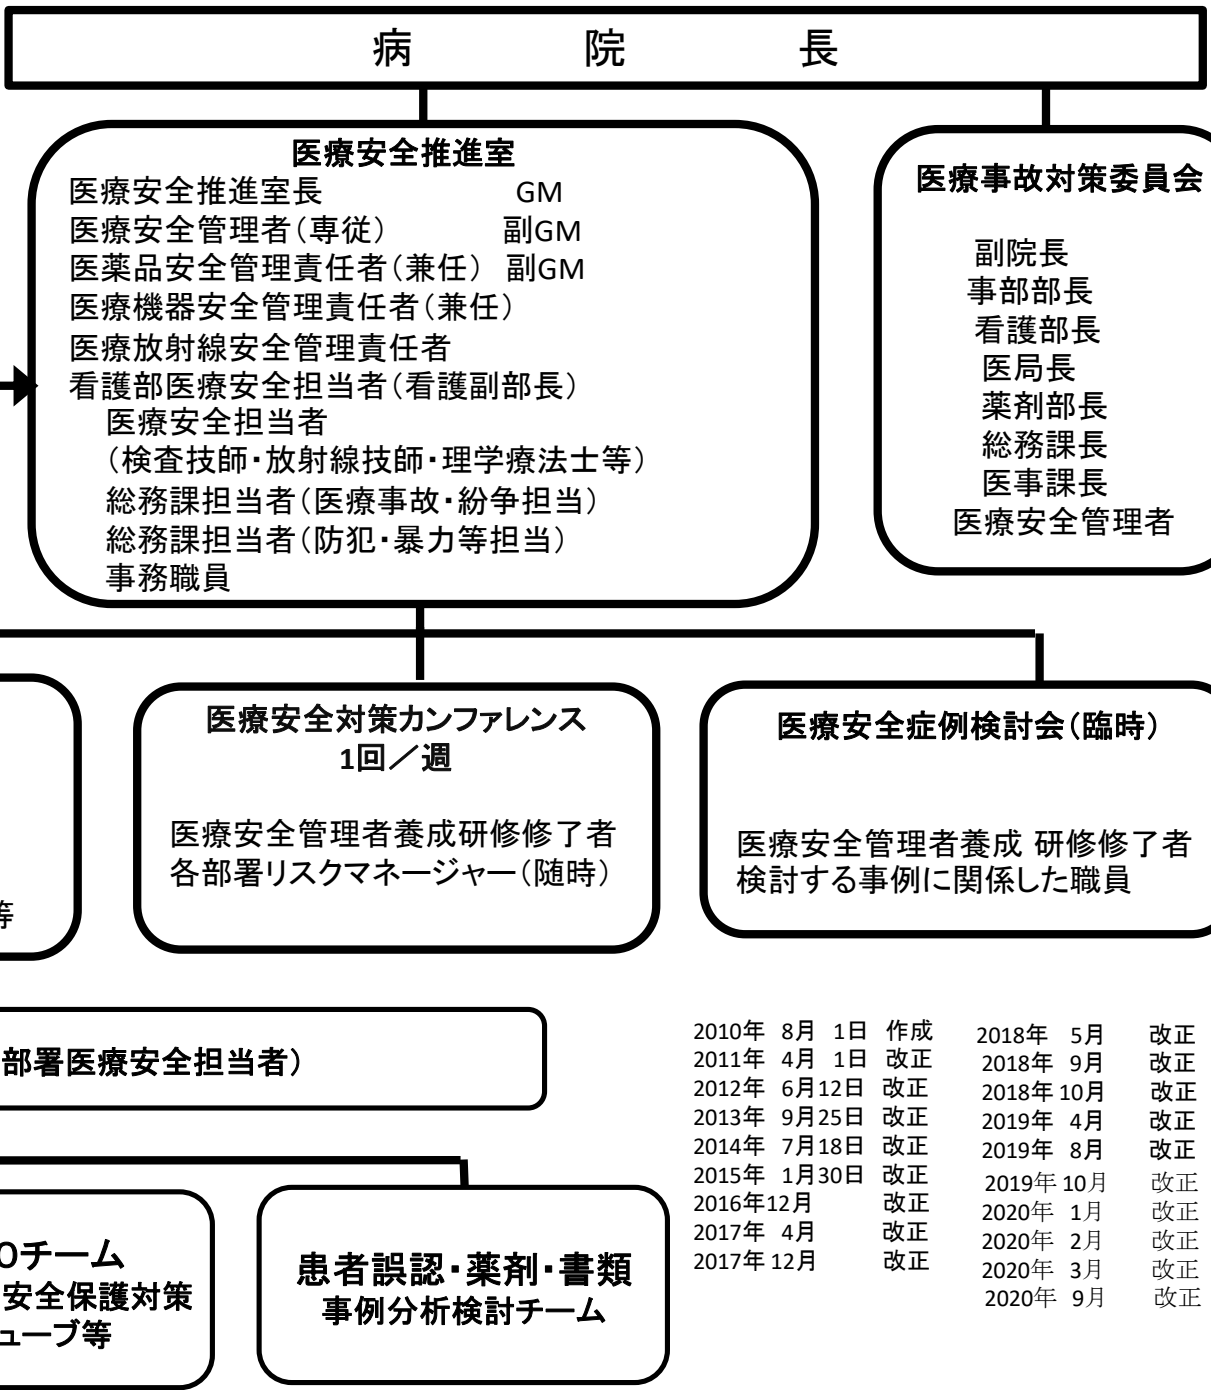 病 院 長
医療安全推進室
医療安全推進室長 GM
医療安全管理者(専従) 副GM
医薬品安全管理責任者(兼任) 副GM
医療機器安全管理責任者(兼任)
医療放射線安全管理責任者
看護部医療安全担当者(看護副部長)
医療安全担当者
(検査技師・放射線技師・理学療法士等)
総務課担当者(医療事故・紛争担当)
総務課担当者(防犯・暴力等担当)
事務職員
医療事故対策委員会
副院長
事部部長
看護部長
医局長
薬剤部長
総務課長
医事課長
医療安全管理者
等
医療安全対策カンファレンス
1回／週
医療安全管理者養成研修修了者
各部署リスクマネージャー(随時)
医療安全症例検討会(臨時)
医療安全管理者養成 研修修了者
検討する事例に関係した職員
部署医療安全担当者)
Oチーム
安全保護対策
ューブ等
患者誤認・薬剤・書類
事例分析検討チーム
2010年 8月 1日 作成
2011年 4月 1日 改正
2012年 6月12日 改正
2013年 9月25日 改正
2014年 7月18日 改正
2015年 1月30日 改正
2016年12月 改正
2017年 4月 改正
2017年12月 改正
2018年 5月 改正
2018年 9月 改正
2018年10月 改正
2019年 4月 改正
2019年 8月 改正
2019年10月 改正
2020年 1月 改正
2020年 2月 改正
2020年 3月 改正
2020年 9月 改正